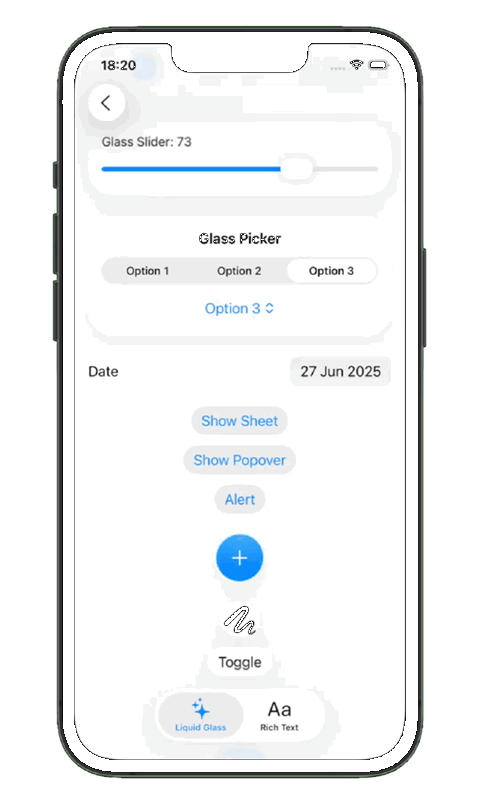 18:20
Glass Slider: 73
Glass Picker
Option 1 Option 2 Option 3
Option 3
Date 27 Jun 2025
Show Sheet
Show Popover
Alert
Toggle
Aa
Liquid Glass Rich Text